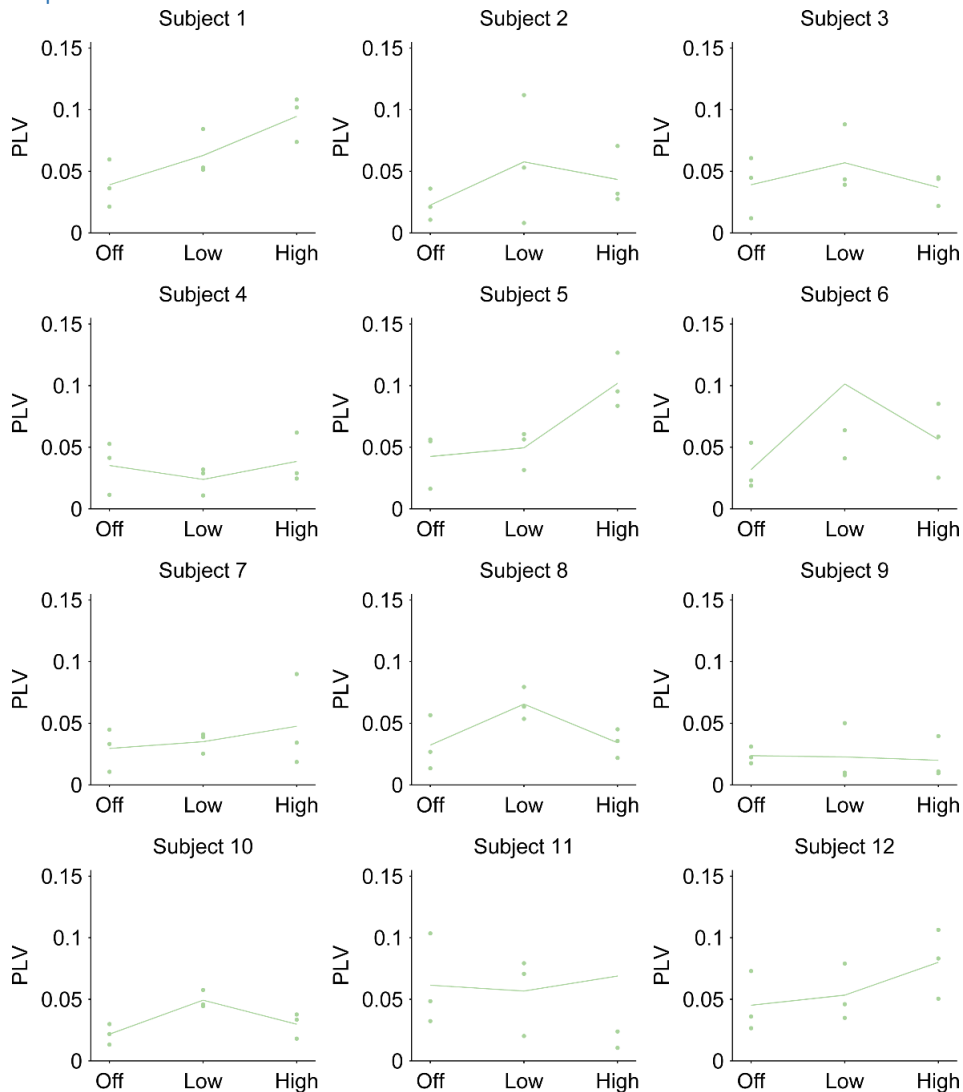 Subject 1 Subject 2 Subject 3
0.15 0.15 0.15
0.1 0.1 0.1
PLV PLV PLV
0.05 0.05 0.05
0 0 0
Off Low High Off Low High Off Low High
Subject 4 Subject 5 Subject 6
0.15 0.15 0.15
0.1 0.1 0.1
PLV PLV PLV
0.05 0.05 0.05
0 0 0
Off Low High Off Low High Off Low High
Subject 7 Subject 8 Subject 9
0.15 0.15 0.15
0.1 0.1 0.1
PLV PLV PLV
0.05 0.05 0.05
0 0 0
Off Low High Off Low High Off Low High
Subject 10 Subject 11 Subject 12
0.15 0.15 0.15
0.1 0.1 0.1
PLV PLV PLV
0.05 0.05 0.05
0 0 0
Off Low High Off Low High Off Low High